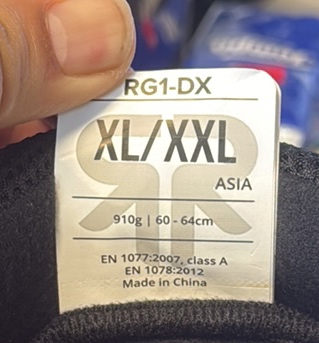 RG1-DX
XL/XXL
ASIA
910g | 60 - 64cm
EN 1077:2007, class A
EN 1078:2012
Made in China